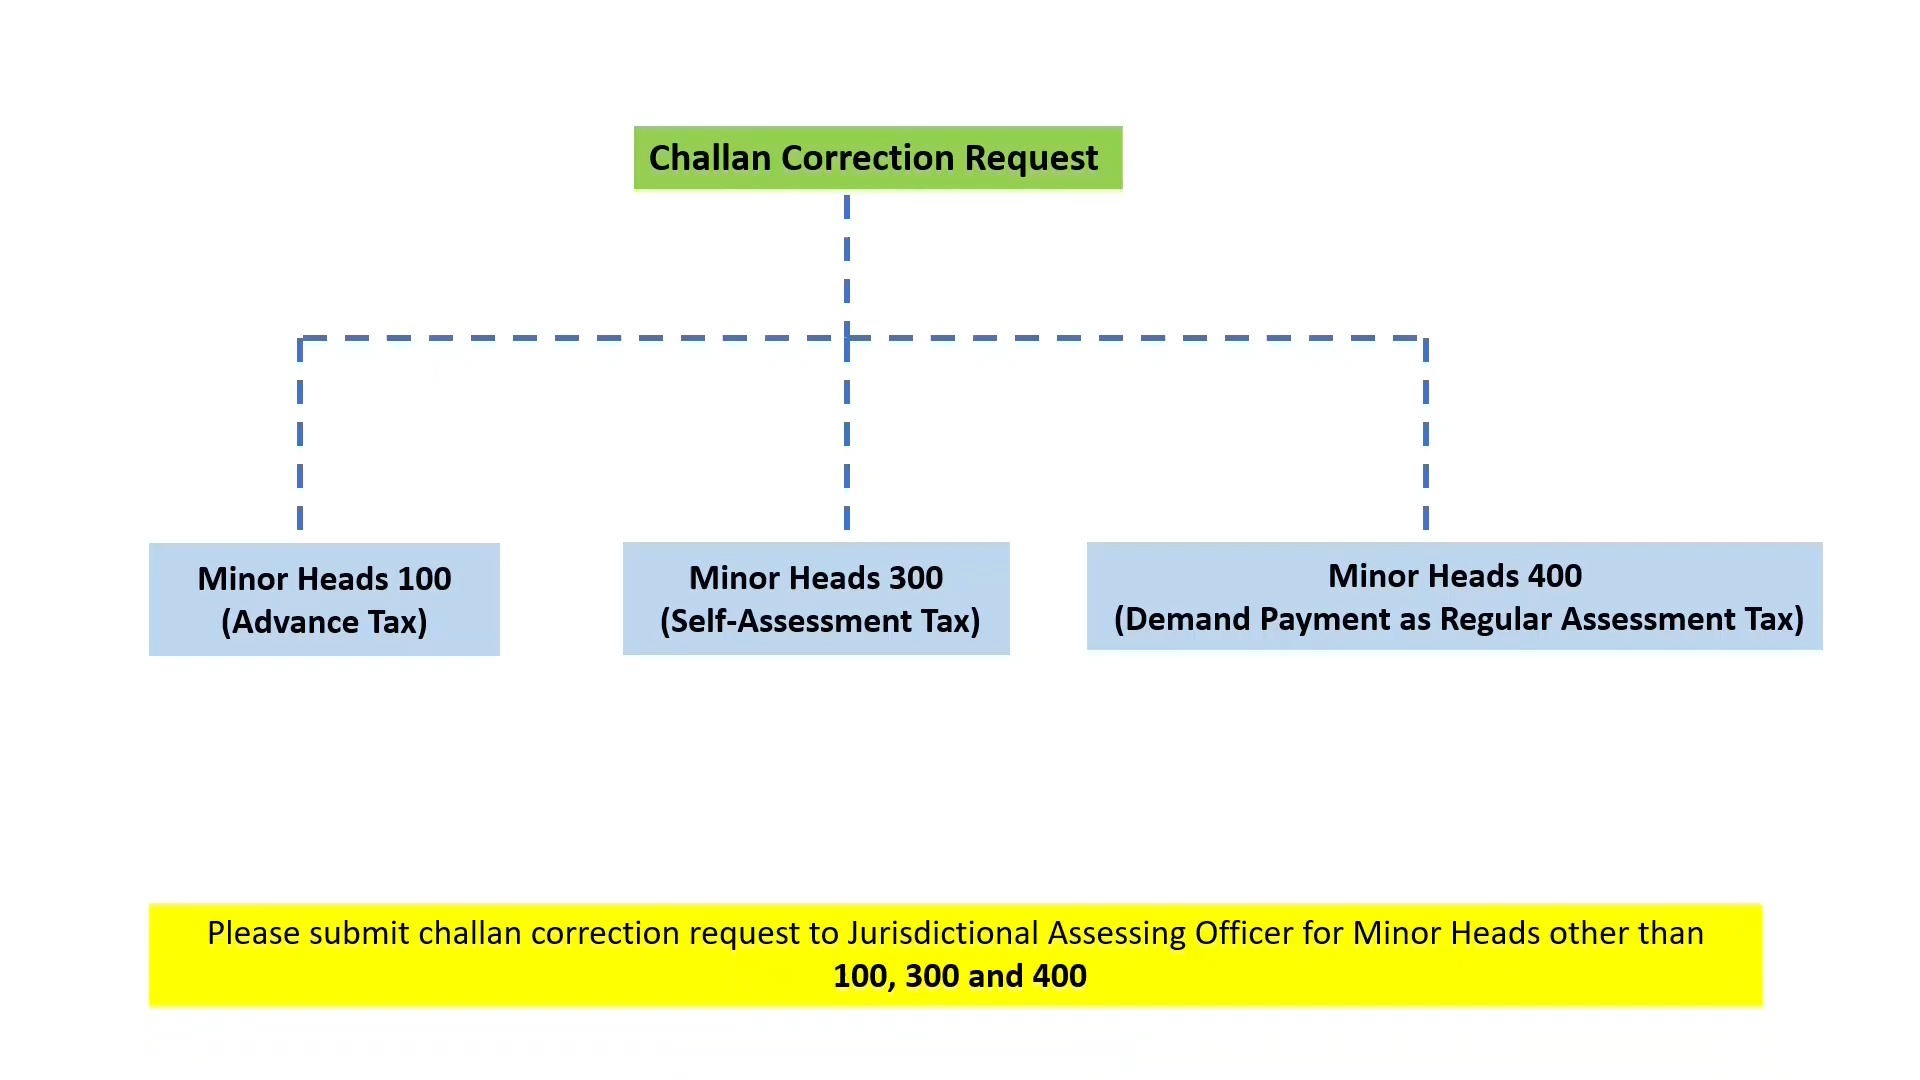 Challan Correction Request
Minor Heads 100
(Advance Tax)
Minor Heads 300
(Self-Assessment Tax)
Minor Heads 400
(Demand Payment as Regular Assessment Tax)
Please submit challan correction request to Jurisdictional Assessing Officer for Minor Heads other than
100, 300 and 400